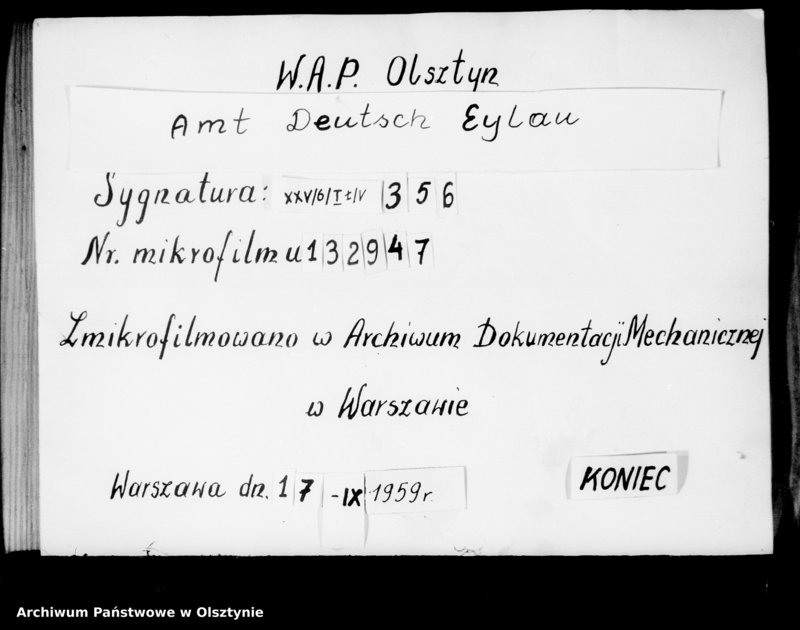 W.A.P. Olsztyn
Amt Deutsch Eylau
Sygnatura: XXV/6/I t/V 356
Nr. mikrofilmu 132947
Zmikrofilmowano w Archiwum Dokumentacji Mechanicznej
w Warszawie
Warszawa dn. 17 -IX 1959 r.
KONIEC
Archiwum Państwowe w Olsztynie